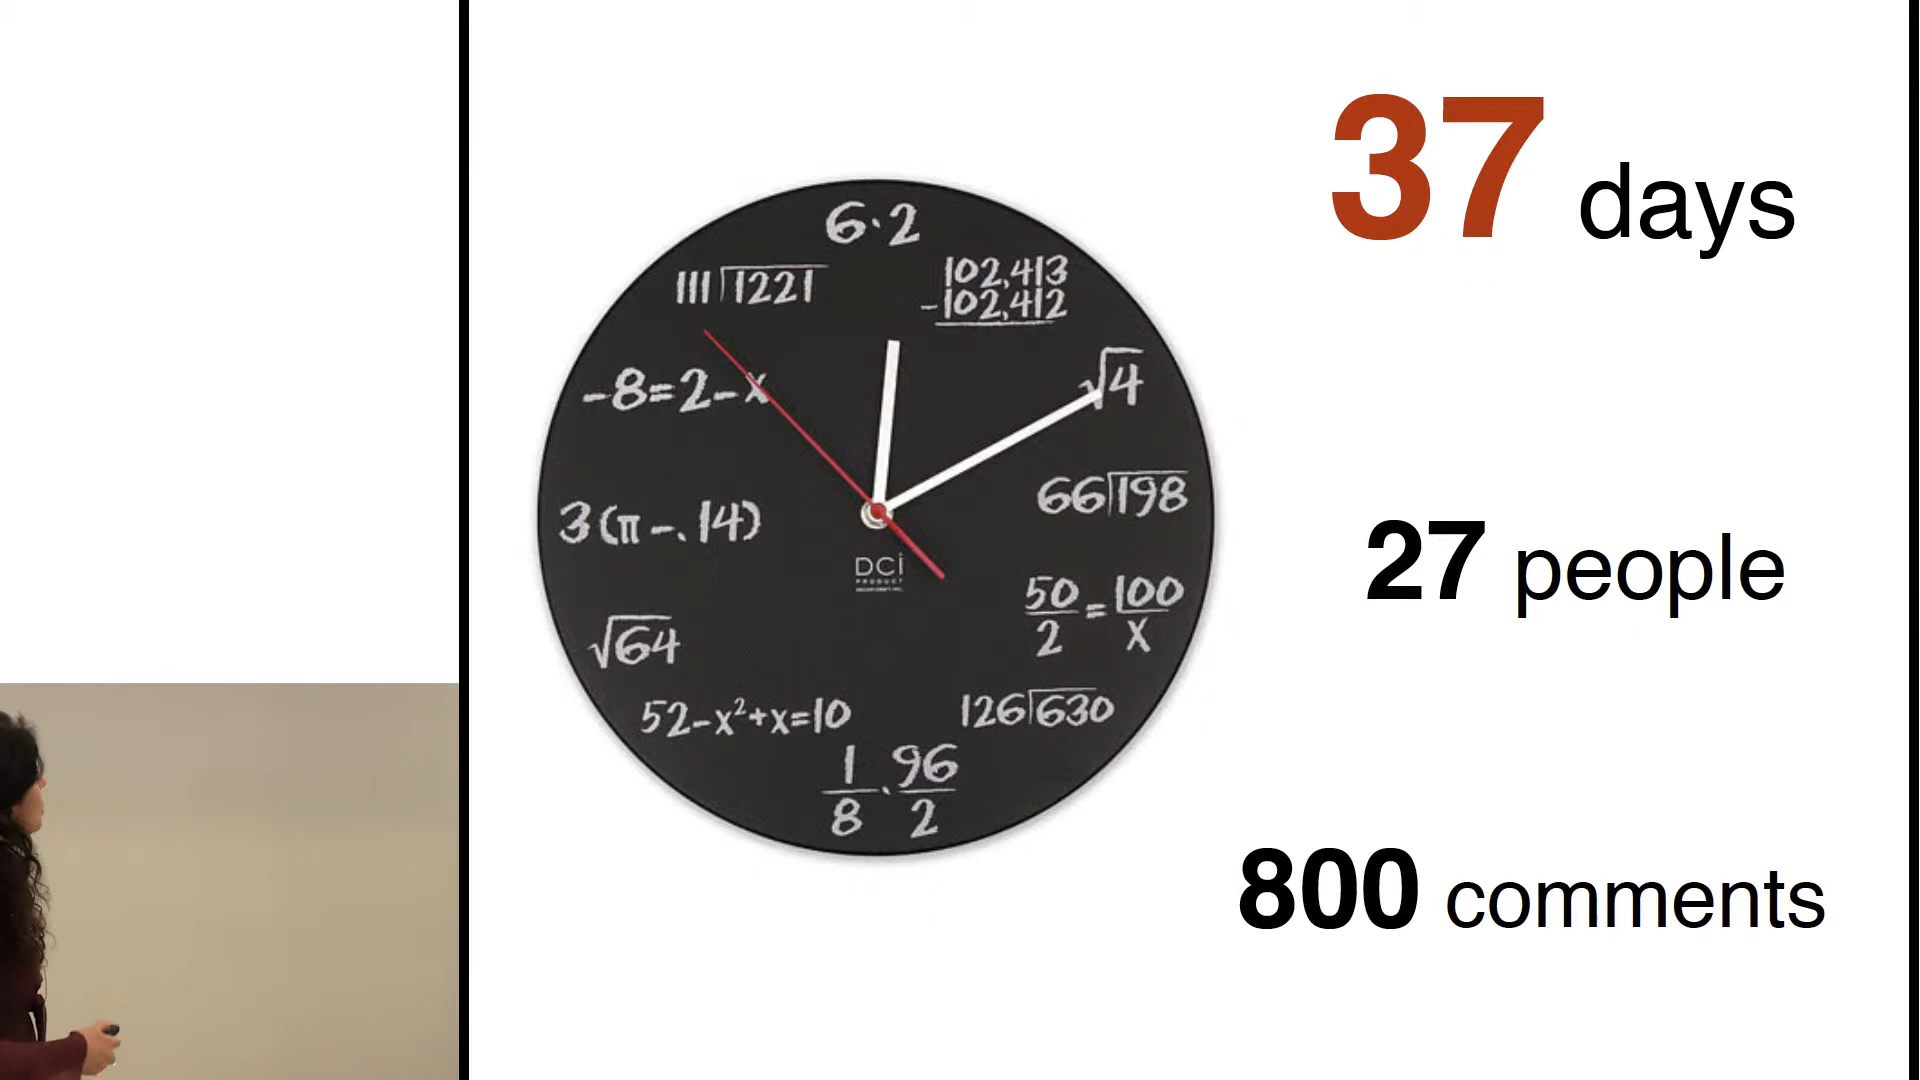 37 days
6·2
111⟌1221
102,413
-102,412
-8=2-x
√4
3(π-.14)
66⟌198
DCI
PRODUCT
50/2=100/x
27 people
√64
52-x²+x=10
126⟌630
1/8·96/2
800 comments